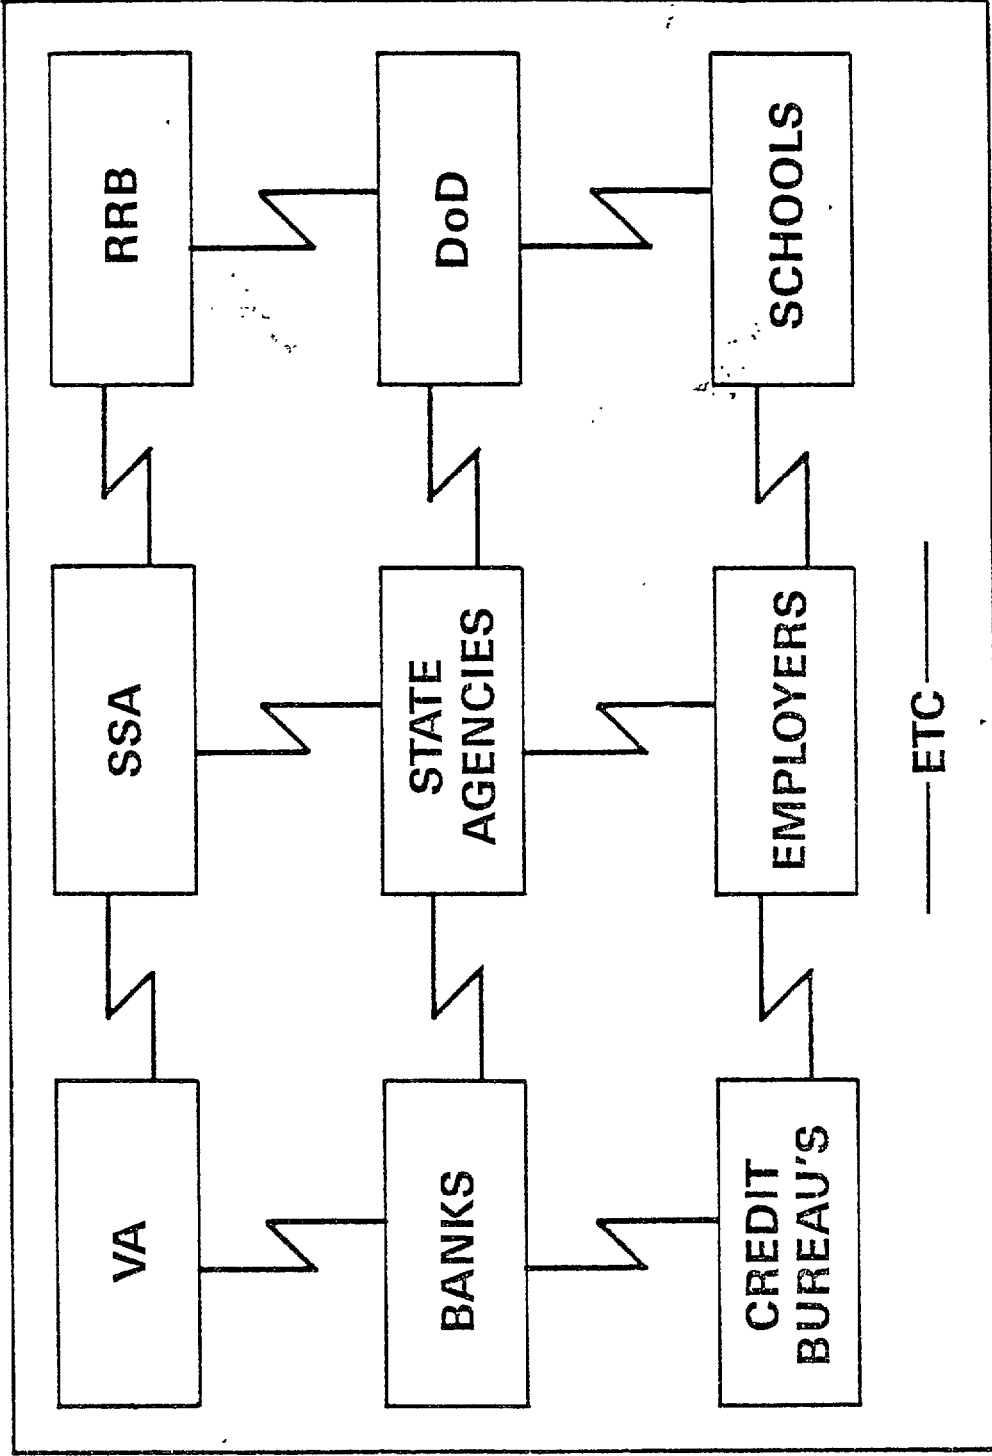 VA
SSA
RRB
BANKS
STATE
AGENCIES
DoD
CREDIT
BUREAU'S
EMPLOYERS
SCHOOLS
ETC